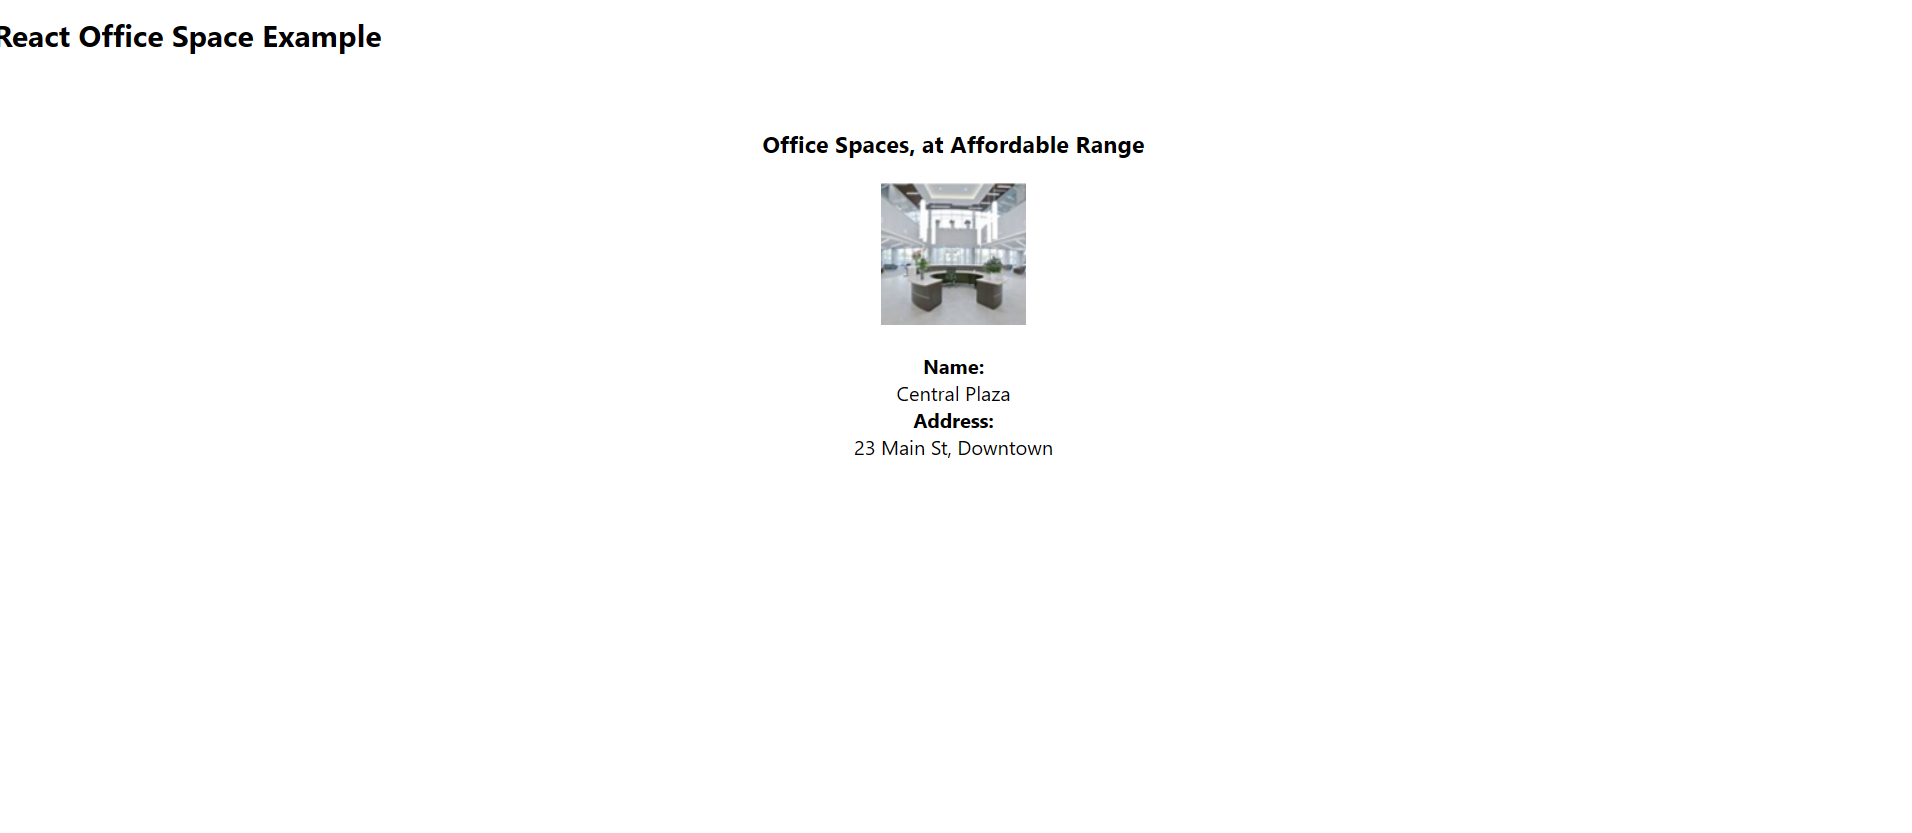 React Office Space Example
Office Spaces, at Affordable Range
Name:
Central Plaza
Address:
23 Main St, Downtown